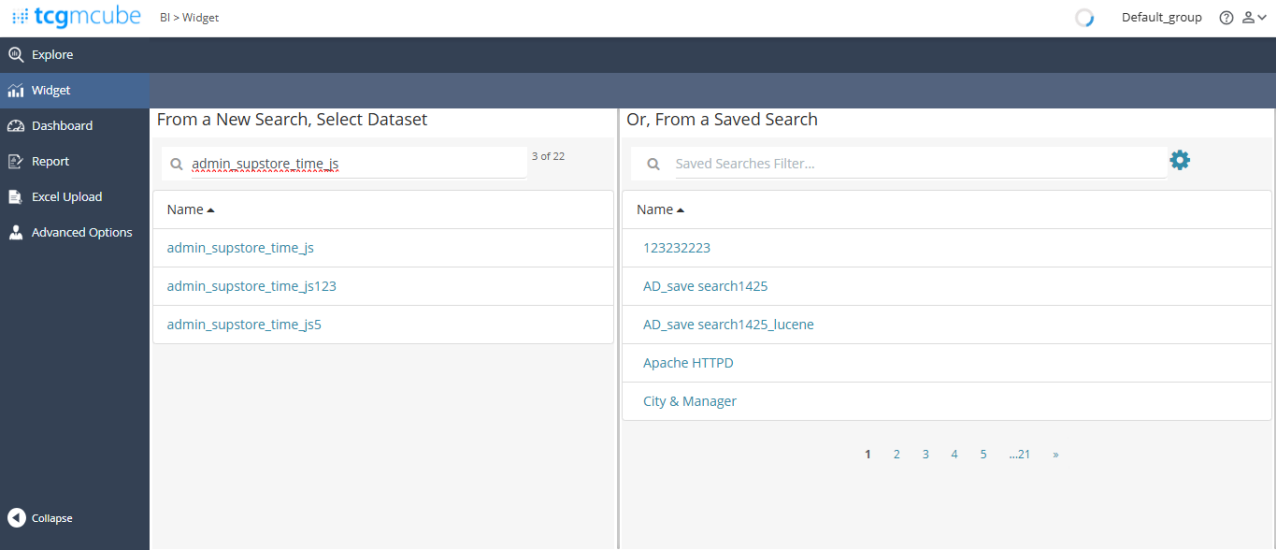 tcgmcube
BI > Widget
Default_group
Explore
Widget
Dashboard
Report
Excel Upload
Advanced Options
Collapse
From a New Search, Select Dataset
admin_supstore_time_js
3 of 22
Name
admin_supstore_time_js
admin_supstore_time_js123
admin_supstore_time_js5
Or, From a Saved Search
Saved Searches Filter...
Name
123232223
AD_save search1425
AD_save search1425_lucene
Apache HTTPD
City & Manager
1 2 3 4 5 ...21 »